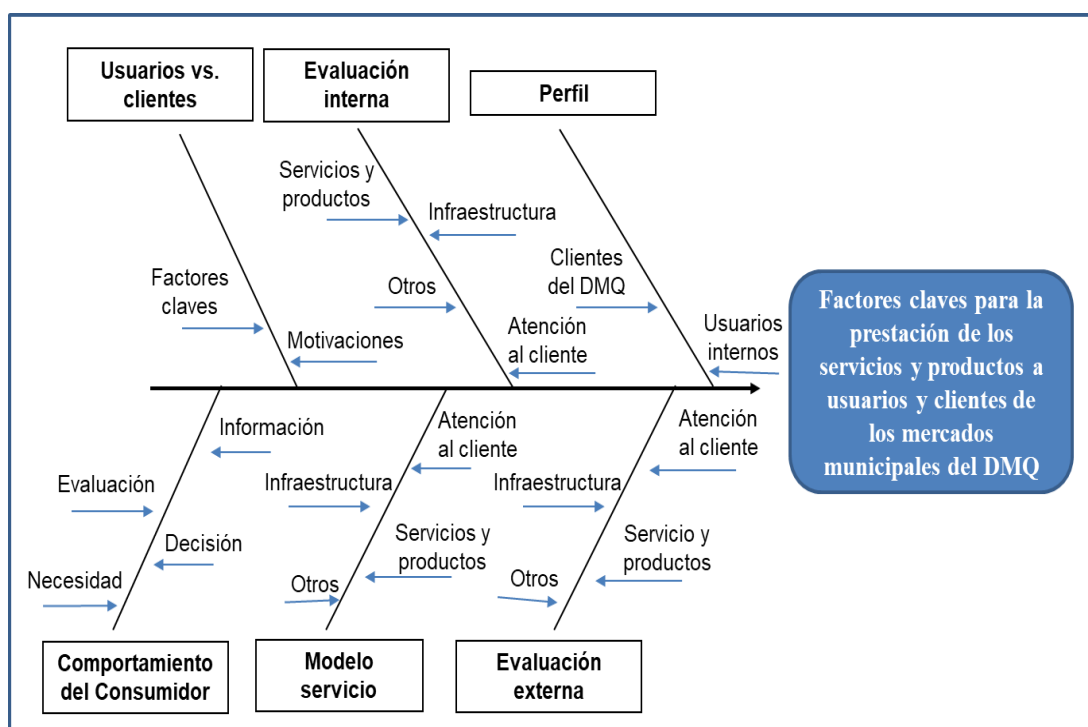 Usuarios vs.
clientes
Evaluación
interna
Perfil
Servicios y
productos
Infraestructura
Clientes
del DMQ
Factores
claves
Otros
Atención
al cliente
Motivaciones
Usuarios
internos
Factores claves para la
prestación de los
servicios y productos a
usuarios y clientes de
los mercados
municipales del DMQ
Información
Evaluación
Decisión
Necesidad
Atención
al cliente
Infraestructura
Servicios y
productos
Otros
Atención
al cliente
Infraestructura
Servicio y
productos
Otros
Comportamiento
del Consumidor
Modelo
servicio
Evaluación
externa